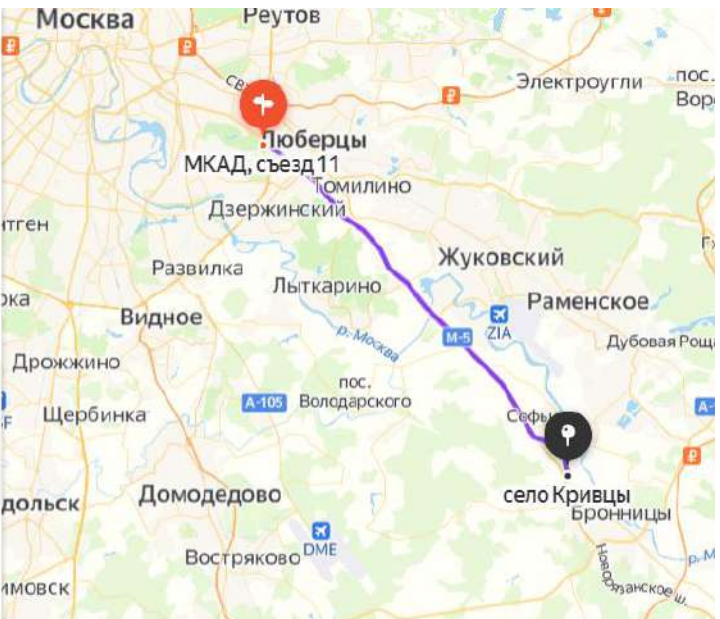 Москва
Реутов
Электроугли
пос.
Люберцы
МКАД, съезд 11
Томилино
Дзержинский
Жуковский
Развилка
Лыткарино
Раменское
ZIA
Видное
р. Москва
М-5
Дубовая Роща
Дрожжино
пос.
Володарского
А-105
Щербинка
село Кривцы
Бронницы
Домодедово
DME
Востряково
Новорязанское ш.